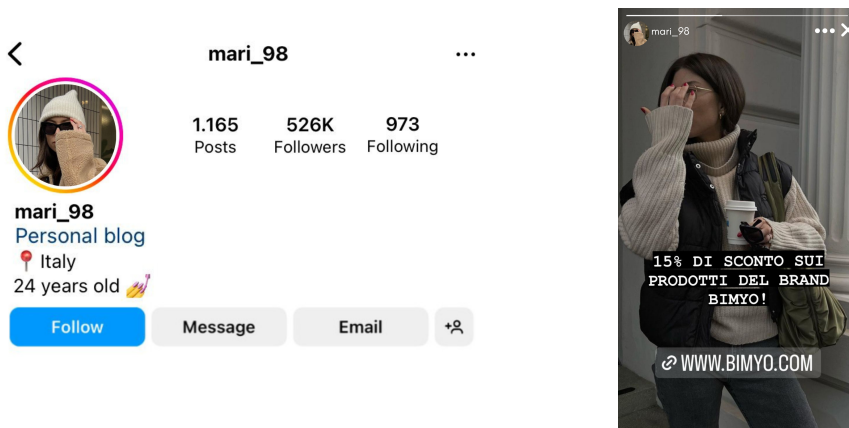 mari_98
1.165 526K 973
Posts Followers Following
mari_98
Personal blog
📍 Italy
24 years old 💅
Follow Message Email
mari_98
15% DI SCONTO SUI
PRODOTTI DEL BRAND
BIMYO!
WWW.BIMYO.COM